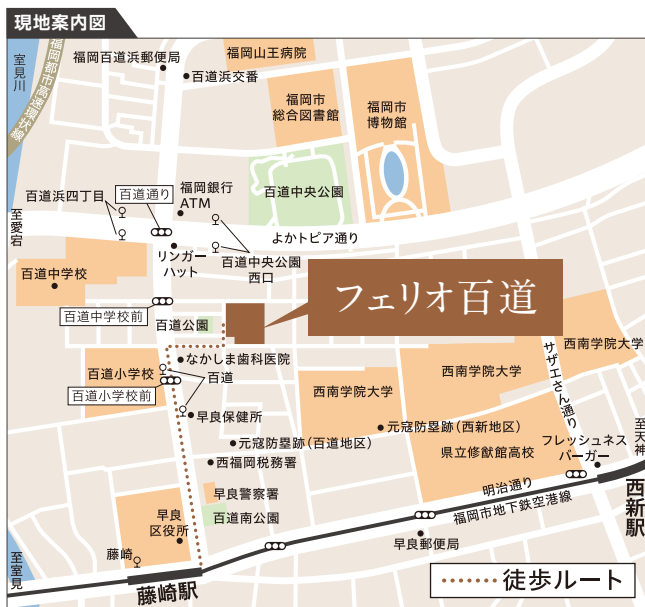 現地案内図
室見川
福岡都市高速環状線
福岡百道浜郵便局
百道浜交番
福岡山王病院
福岡市
総合図書館
福岡市
博物館
百道浜四丁目
百道通り
福岡銀行
ATM
百道中央公園
至愛宕
リンガー
ハット
百道中央公園
西口
よかトピア通り
百道中学校
百道中学校前
百道公園
フェリオ百道
サザエさん通り
西南学院大学
なかしま歯科医院
百道小学校
百道小学校前
百道
西南学院大学
西南学院大学
早良保健所
元寇防塁跡(西新地区)
元寇防塁跡(百道地区)
県立修猷館高校
フレッシュネス
バーガー
至天神
西福岡税務署
早良警察署
百道南公園
明治通り
福岡市地下鉄空港線
西新駅
早良
区役所
藤崎
早良郵便局
至室見
藤崎駅
徒歩ルート